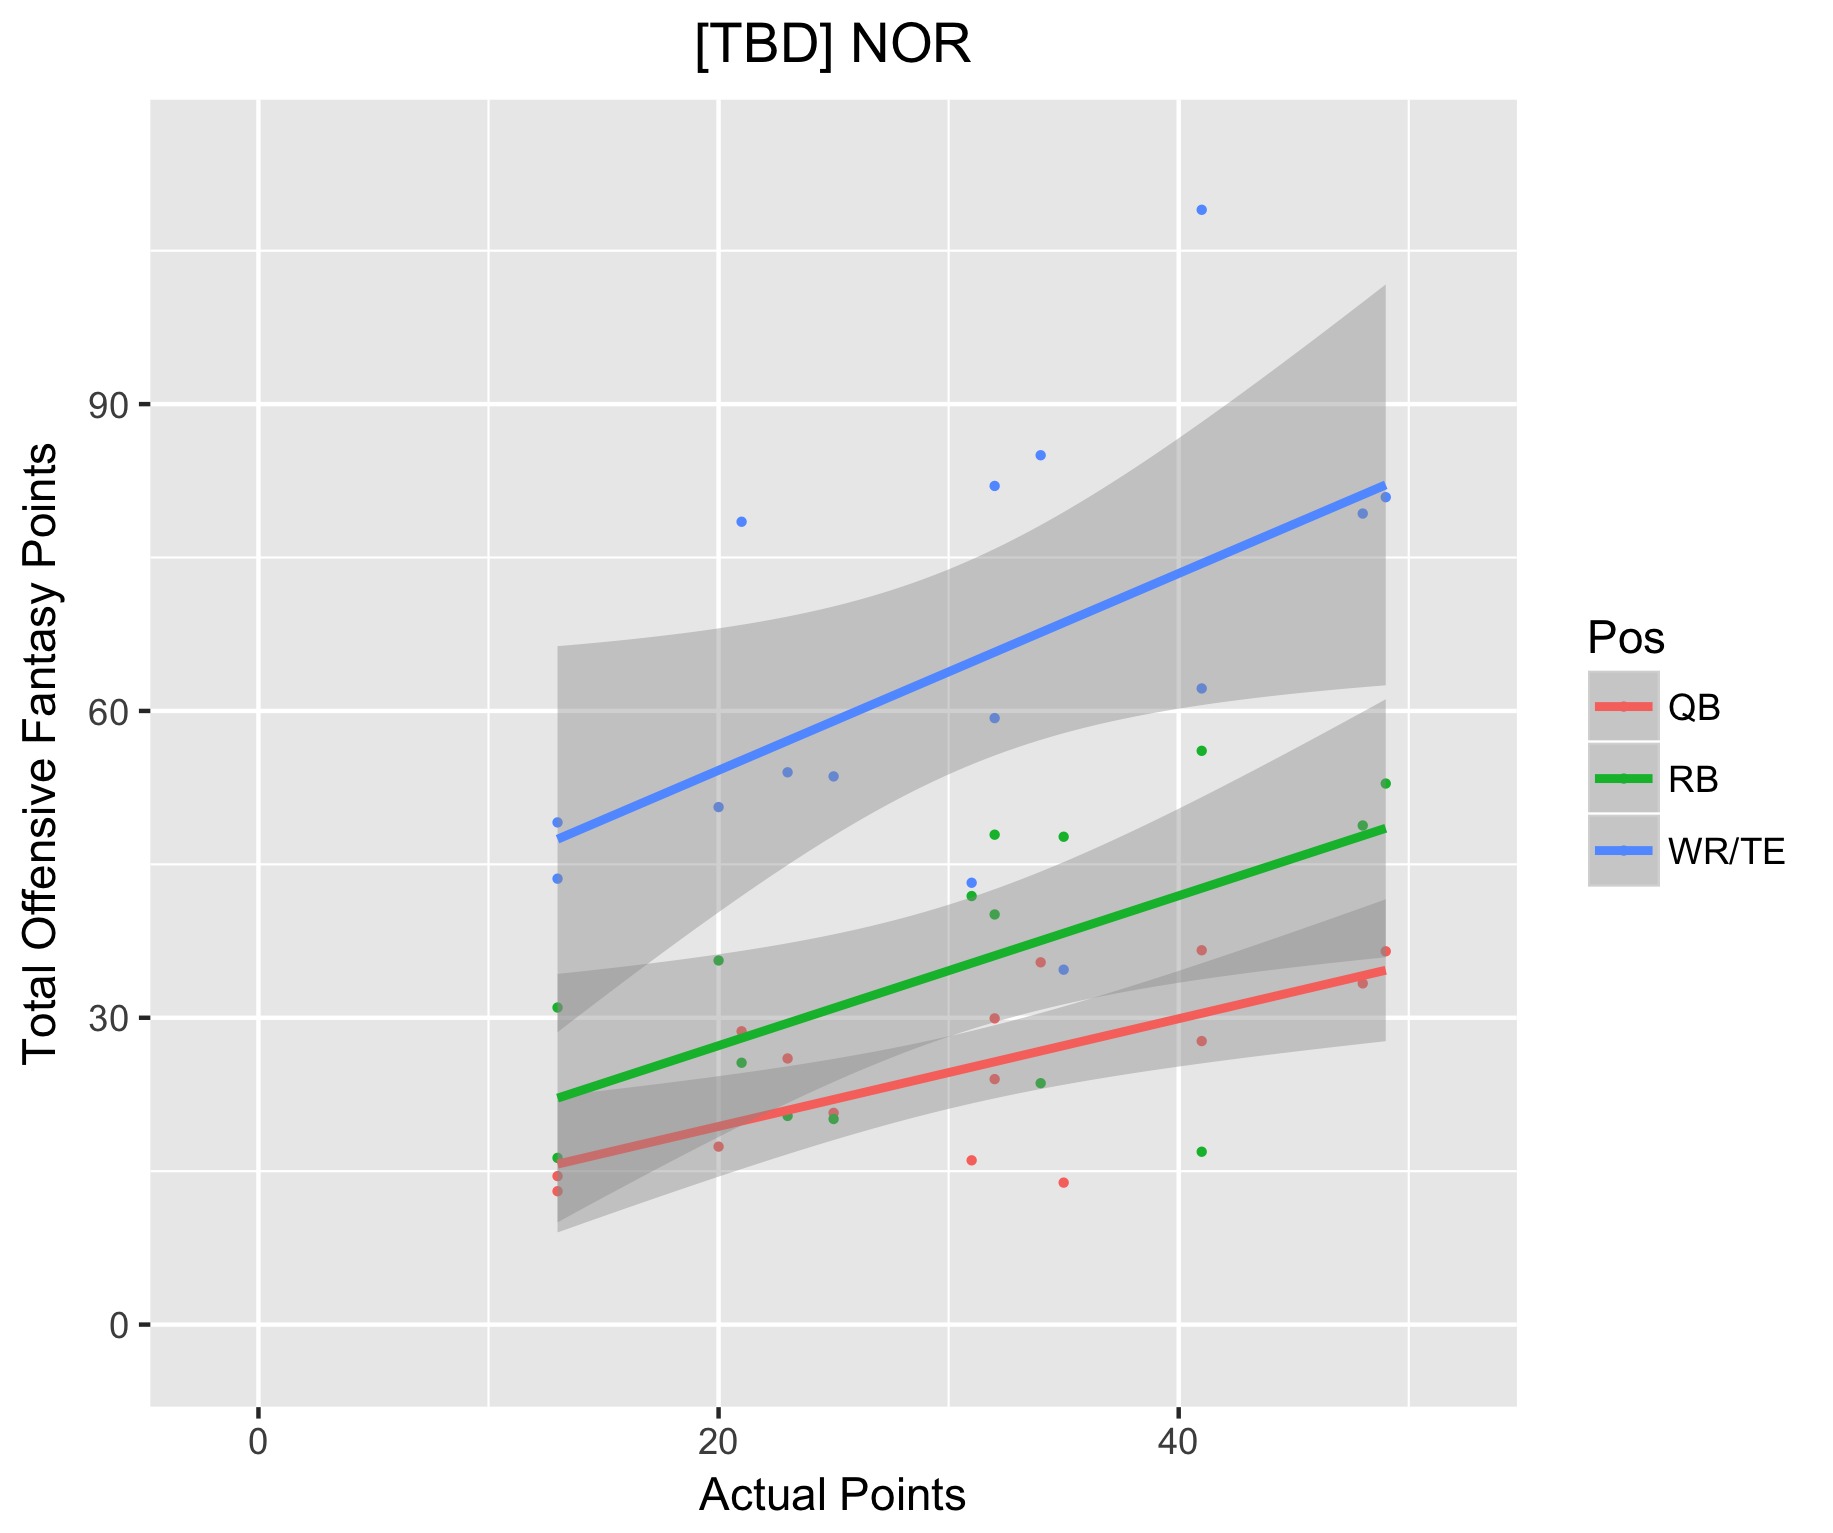 [TBD] NOR
Total Offensive Fantasy Points
90
60
30
0
0 20 40
Actual Points
Pos
QB
RB
WR/TE